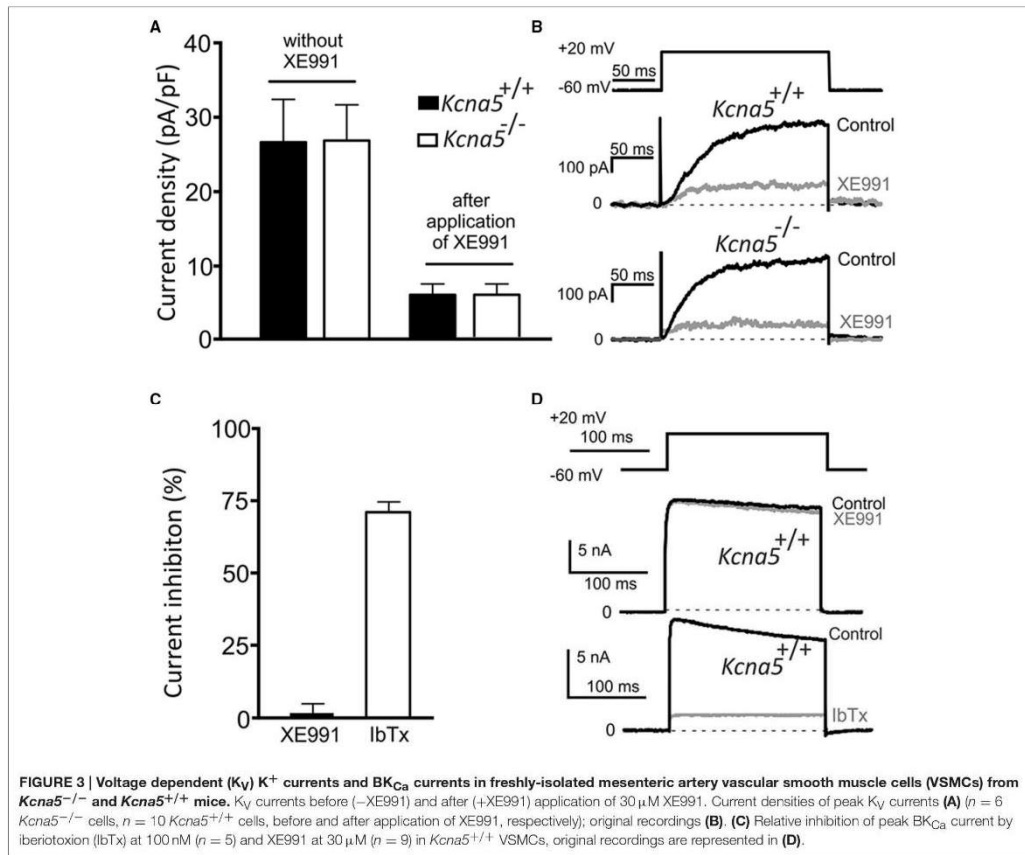 A
Current density (pA/pF)
40
30
20
10
0
without
XE991
Kcna5+/+
Kcna5-/-
after
application
of XE991
B
+20 mV
50 ms
-60 mV
Kcna5+/+
Control
50 ms
100 pA
XE991
0
Kcna5-/-
Control
50 ms
100 pA
XE991
0
C
Current inhibiton (%)
100
75
50
25
0
XE991 IbTx
D
+20 mV
100 ms
-60 mV
Control
XE991
Kcna5+/+
5 nA
100 ms
0
Control
Kcna5+/+
5 nA
100 ms
IbTx
0
FIGURE 3 | Voltage dependent (KV) K+ currents and BKCa currents in freshly-isolated mesenteric artery vascular smooth muscle cells (VSMCs) from
Kcna5−/− and Kcna5+/+ mice. KV currents before (−XE991) and after (+XE991) application of 30 μM XE991. Current densities of peak KV currents (A) (n = 6
Kcna5−/− cells, n = 10 Kcna5+/+ cells, before and after application of XE991, respectively); original recordings (B). (C) Relative inhibition of peak BKCa current by
iberiotoxin (IbTx) at 100 nM (n = 5) and XE991 at 30 μM (n = 9) in Kcna5+/+ VSMCs, original recordings are represented in (D).